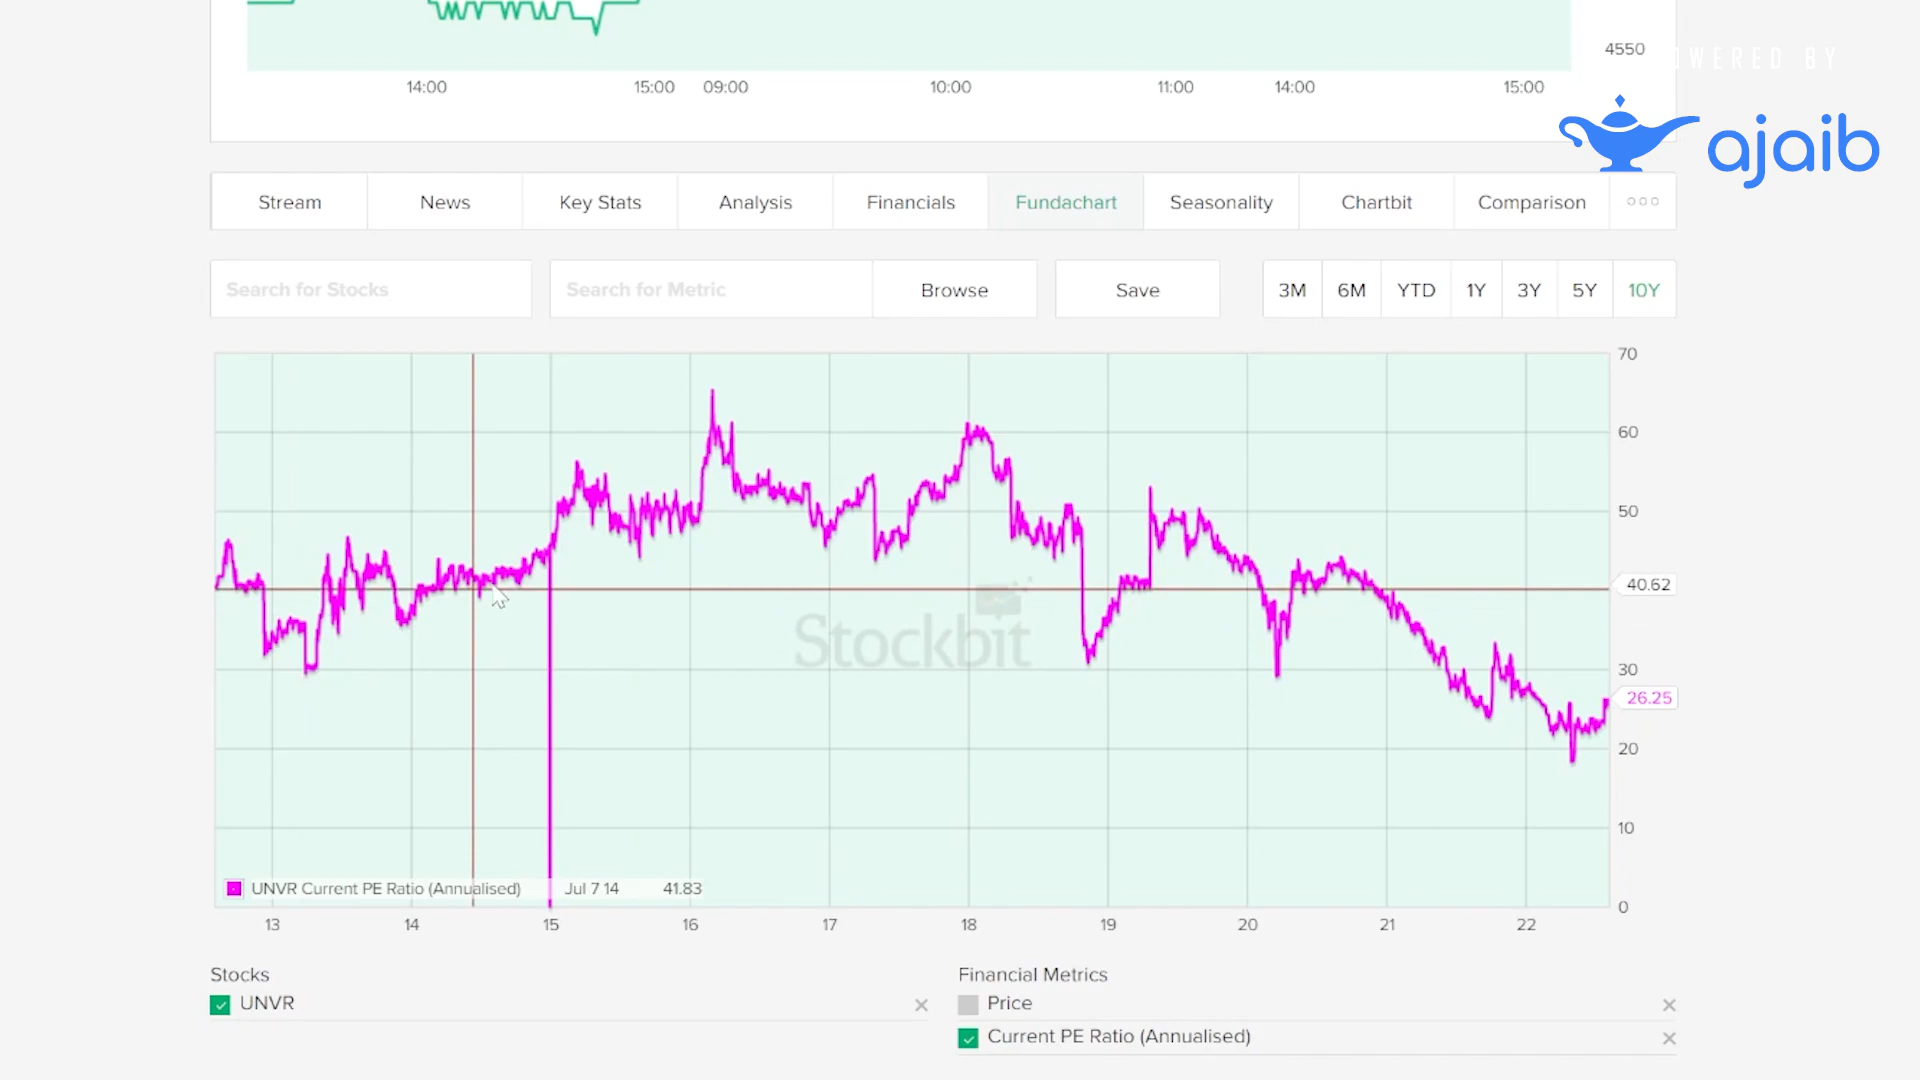 4550
OWERED BY
14:00 15:00 09:00 10:00 11:00 14:00 15:00
ajaib
Stream News Key Stats Analysis Financials Fundachart Seasonality Chartbit Comparison
Search for Stocks Search for Metric Browse Save 3M 6M YTD 1Y 3Y 5Y 10Y
70
60
50
40.62
Stockbit
30
26.25
20
10
UNVR Current PE Ratio (Annualised) Jul 7 14 41.83
0
13 14 15 16 17 18 19 20 21 22
Stocks Financial Metrics
UNVR Price
Current PE Ratio (Annualised)